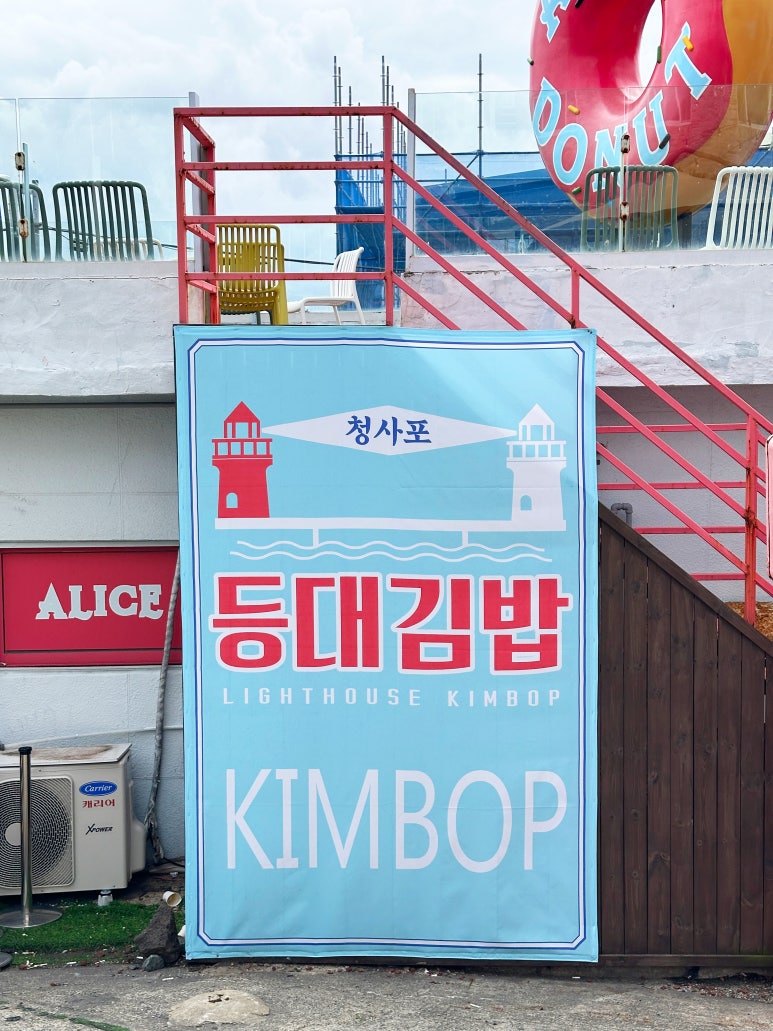 DONUT
청사포
등대김밥
LIGHTHOUSE KIMBOP
KIMBOP
ALICE
Carrier
캐리어
XPOWER